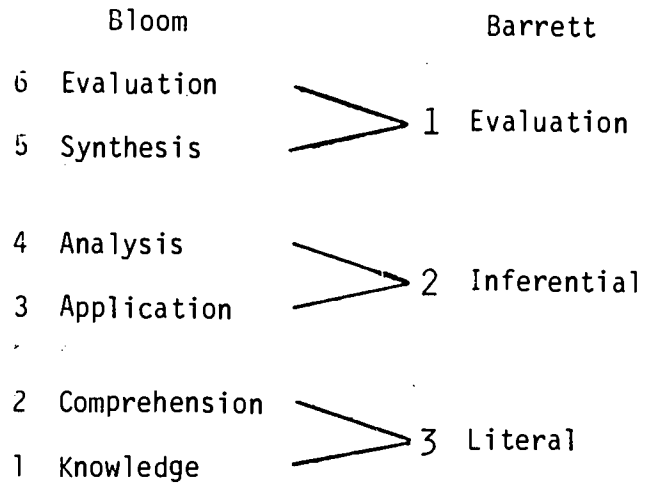 Bloom
Barrett
6 Evaluation
5 Synthesis
1 Evaluation
4 Analysis
3 Application
2 Inferential
2 Comprehension
1 Knowledge
3 Literal